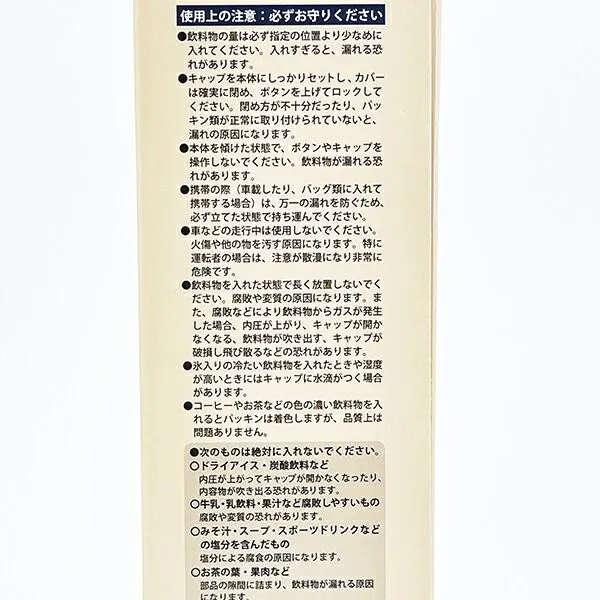 使用上の注意：必ずお守りください
●飲料物の量は必ず指定の位置より少なめに
入れてください。入れすぎると、漏れる恐
れがあります。
●キャップを本体にしっかりセットし、カバー
は確実に閉め、ボタンを上げてロックして
ください。閉め方が不十分だったり、パッ
キン類が正常に取り付けられていないと、
漏れの原因になります。
●本体を傾けた状態で、ボタンやキャップを
操作しないでください。飲料物が漏れる恐
れがあります。
●携帯の際（車載したり、バッグ類に入れて
携帯する場合）は、万一の漏れを防ぐため、
必ず立てた状態で持ち運んでください。
●車などの走行中は使用しないでください。
火傷や他の物を汚す原因になります。特に
運転者の場合は、注意が散漫になり非常に
危険です。
●飲料物を入れた状態で長く放置しないでく
ださい。腐敗や変質の原因になります。ま
た、腐敗などにより飲料物からガスが発生
した場合、内圧が上がり、キャップが開か
なくなる、飲料物が吹き出す、キャップが
破損し飛び散るなどの恐れがあります。
●氷入りの冷たい飲料物を入れたときや湿度
が高いときにはキャップに水滴がつく場合
があります。
●コーヒーやお茶などの色の濃い飲料物を入
れるとパッキンは着色しますが、品質上は
問題ありません。
●次のものは絶対に入れないでください。
○ドライアイス・炭酸飲料など
内圧が上がってキャップが開かなくなったり、
内容物が吹き出る恐れがあります。
○牛乳・乳飲料・果汁など腐敗しやすいもの
腐敗や変質の恐れがあります。
○みそ汁・スープ・スポーツドリンクなど
の塩分を含んだもの
塩分による腐食の原因になります。
○お茶の葉・果肉など
部品の隙間に詰まり、飲料物が漏れる原因
になります。